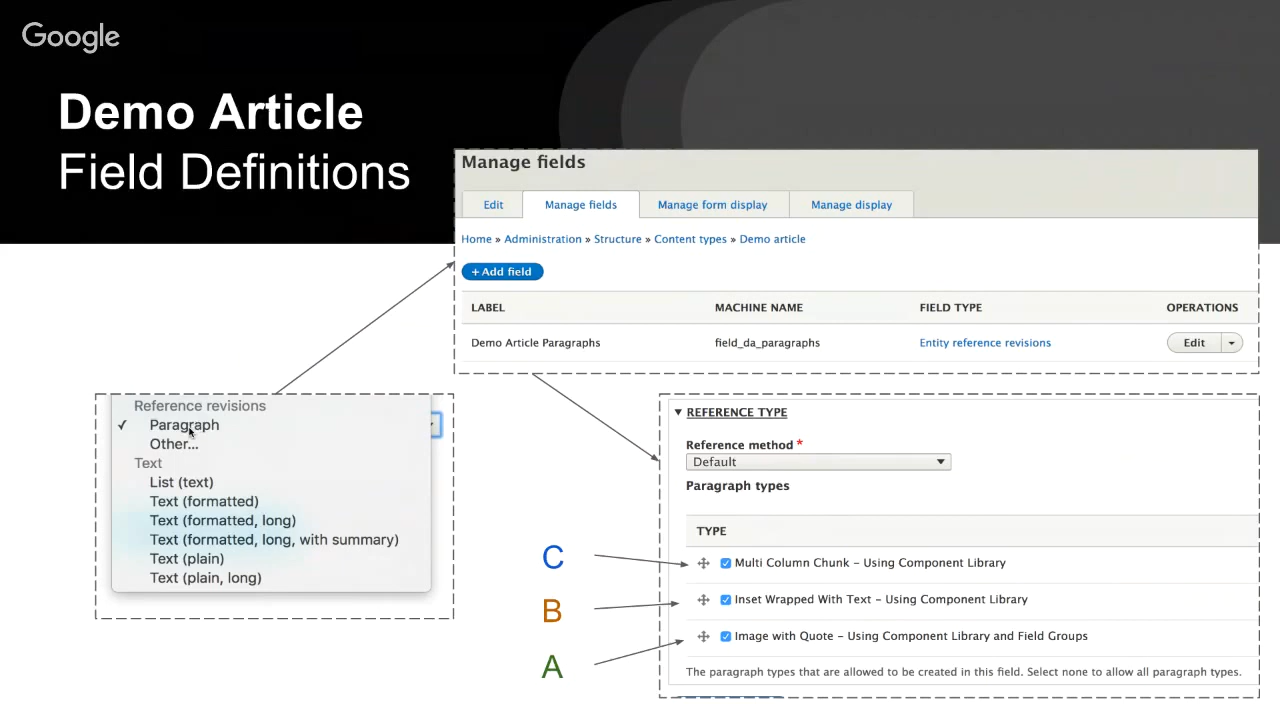 Google
Demo Article
Field Definitions
Manage fields
Edit
Manage fields
Manage form display
Manage display
Home » Administration » Structure » Content types » Demo article
+ Add field
LABEL MACHINE NAME FIELD TYPE OPERATIONS
Demo Article Paragraphs field_da_paragraphs Entity reference revisions Edit
Reference revisions
✓ Paragraph
Other...
Text
List (text)
Text (formatted)
Text (formatted, long)
Text (formatted, long, with summary)
Text (plain)
Text (plain, long)
REFERENCE TYPE
Reference method *
Default
Paragraph types
TYPE
C Multi Column Chunk – Using Component Library
B Inset Wrapped With Text – Using Component Library
A Image with Quote – Using Component Library and Field Groups
The paragraph types that are allowed to be created in this field. Select none to allow all paragraph types.